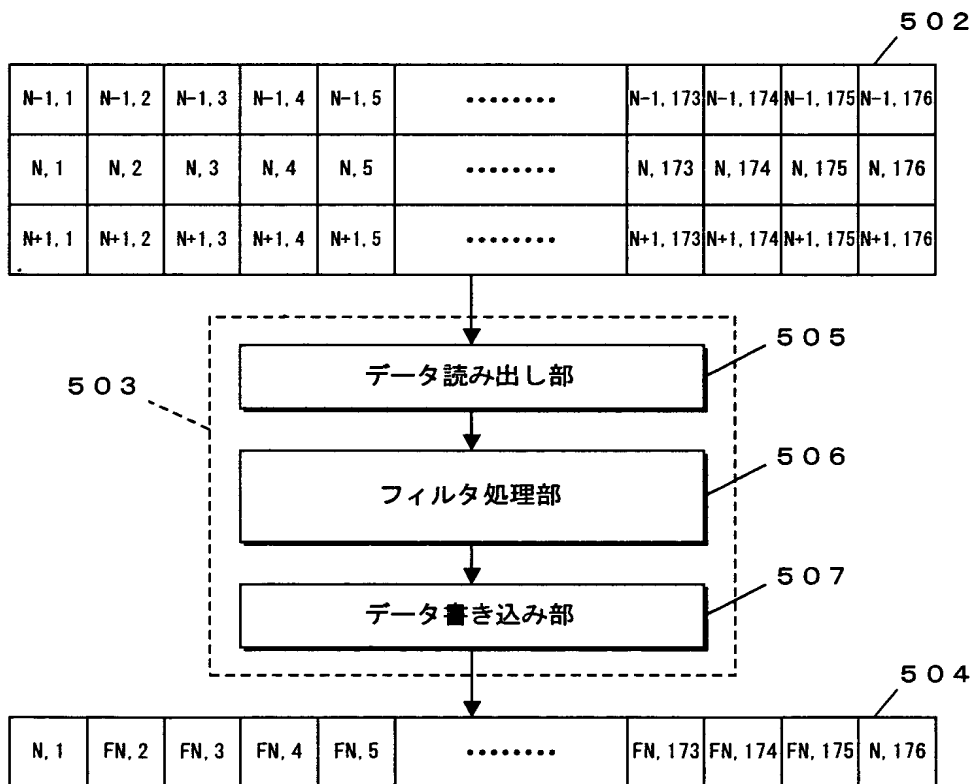 502
N-1,1 N-1,2 N-1,3 N-1,4 N-1,5 ········ N-1,173 N-1,174 N-1,175 N-1,176
N,1 N,2 N,3 N,4 N,5 ········ N,173 N,174 N,175 N,176
N+1,1 N+1,2 N+1,3 N+1,4 N+1,5 ········ N+1,173 N+1,174 N+1,175 N+1,176
505
データ読み出し部
503
506
フィルタ処理部
507
データ書き込み部
504
N,1 FN,2 FN,3 FN,4 FN,5 ········ FN,173 FN,174 FN,175 N,176